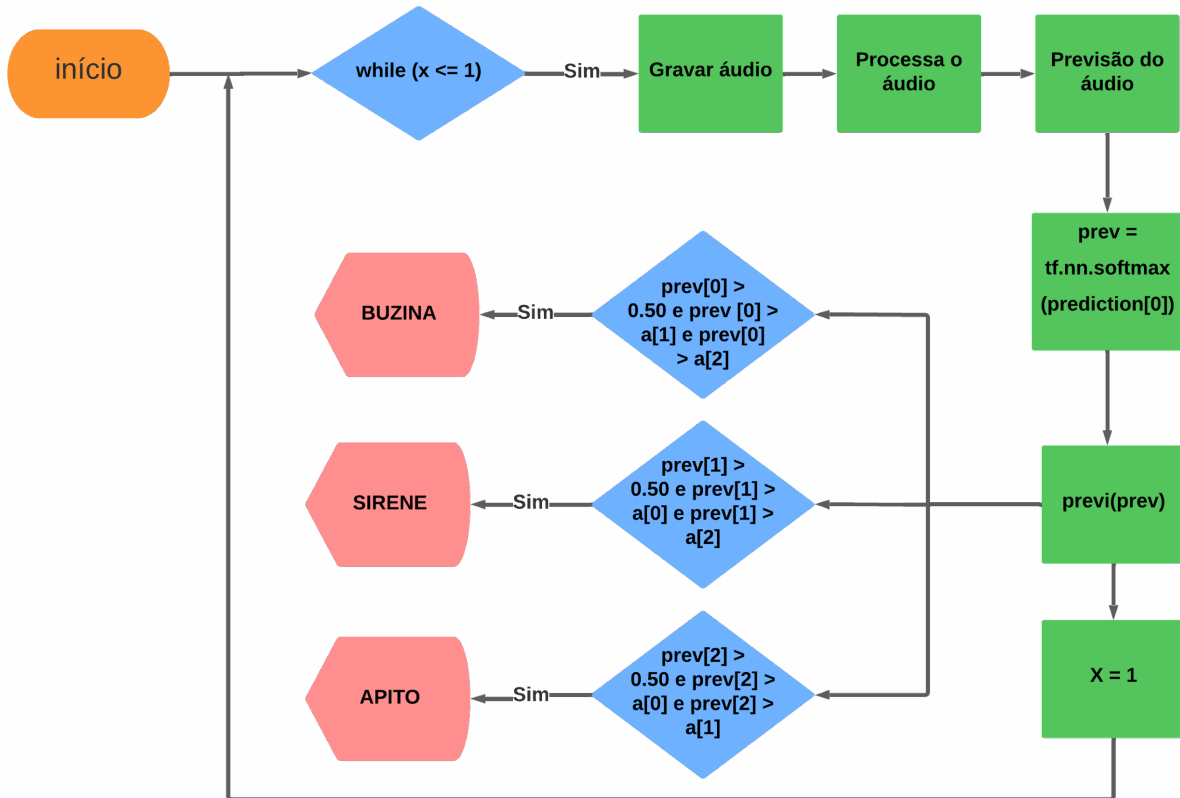 início
while (x <= 1)
Sim
Gravar áudio
Processa o
áúdio
Previsão do
áudio
prev =
tf.nn.softmax
(prediction[0])
prev[0] >
0.50 e prev [0] >
a[1] e prev[0]
> a[2]
Sim
BUZINA
previ(prev)
prev[1] >
0.50 e prev[1] >
a[0] e prev[1] >
a[2]
Sim
SIRENE
X = 1
prev[2] >
0.50 e prev[2] >
a[0] e prev[2] >
a[1]
Sim
APITO